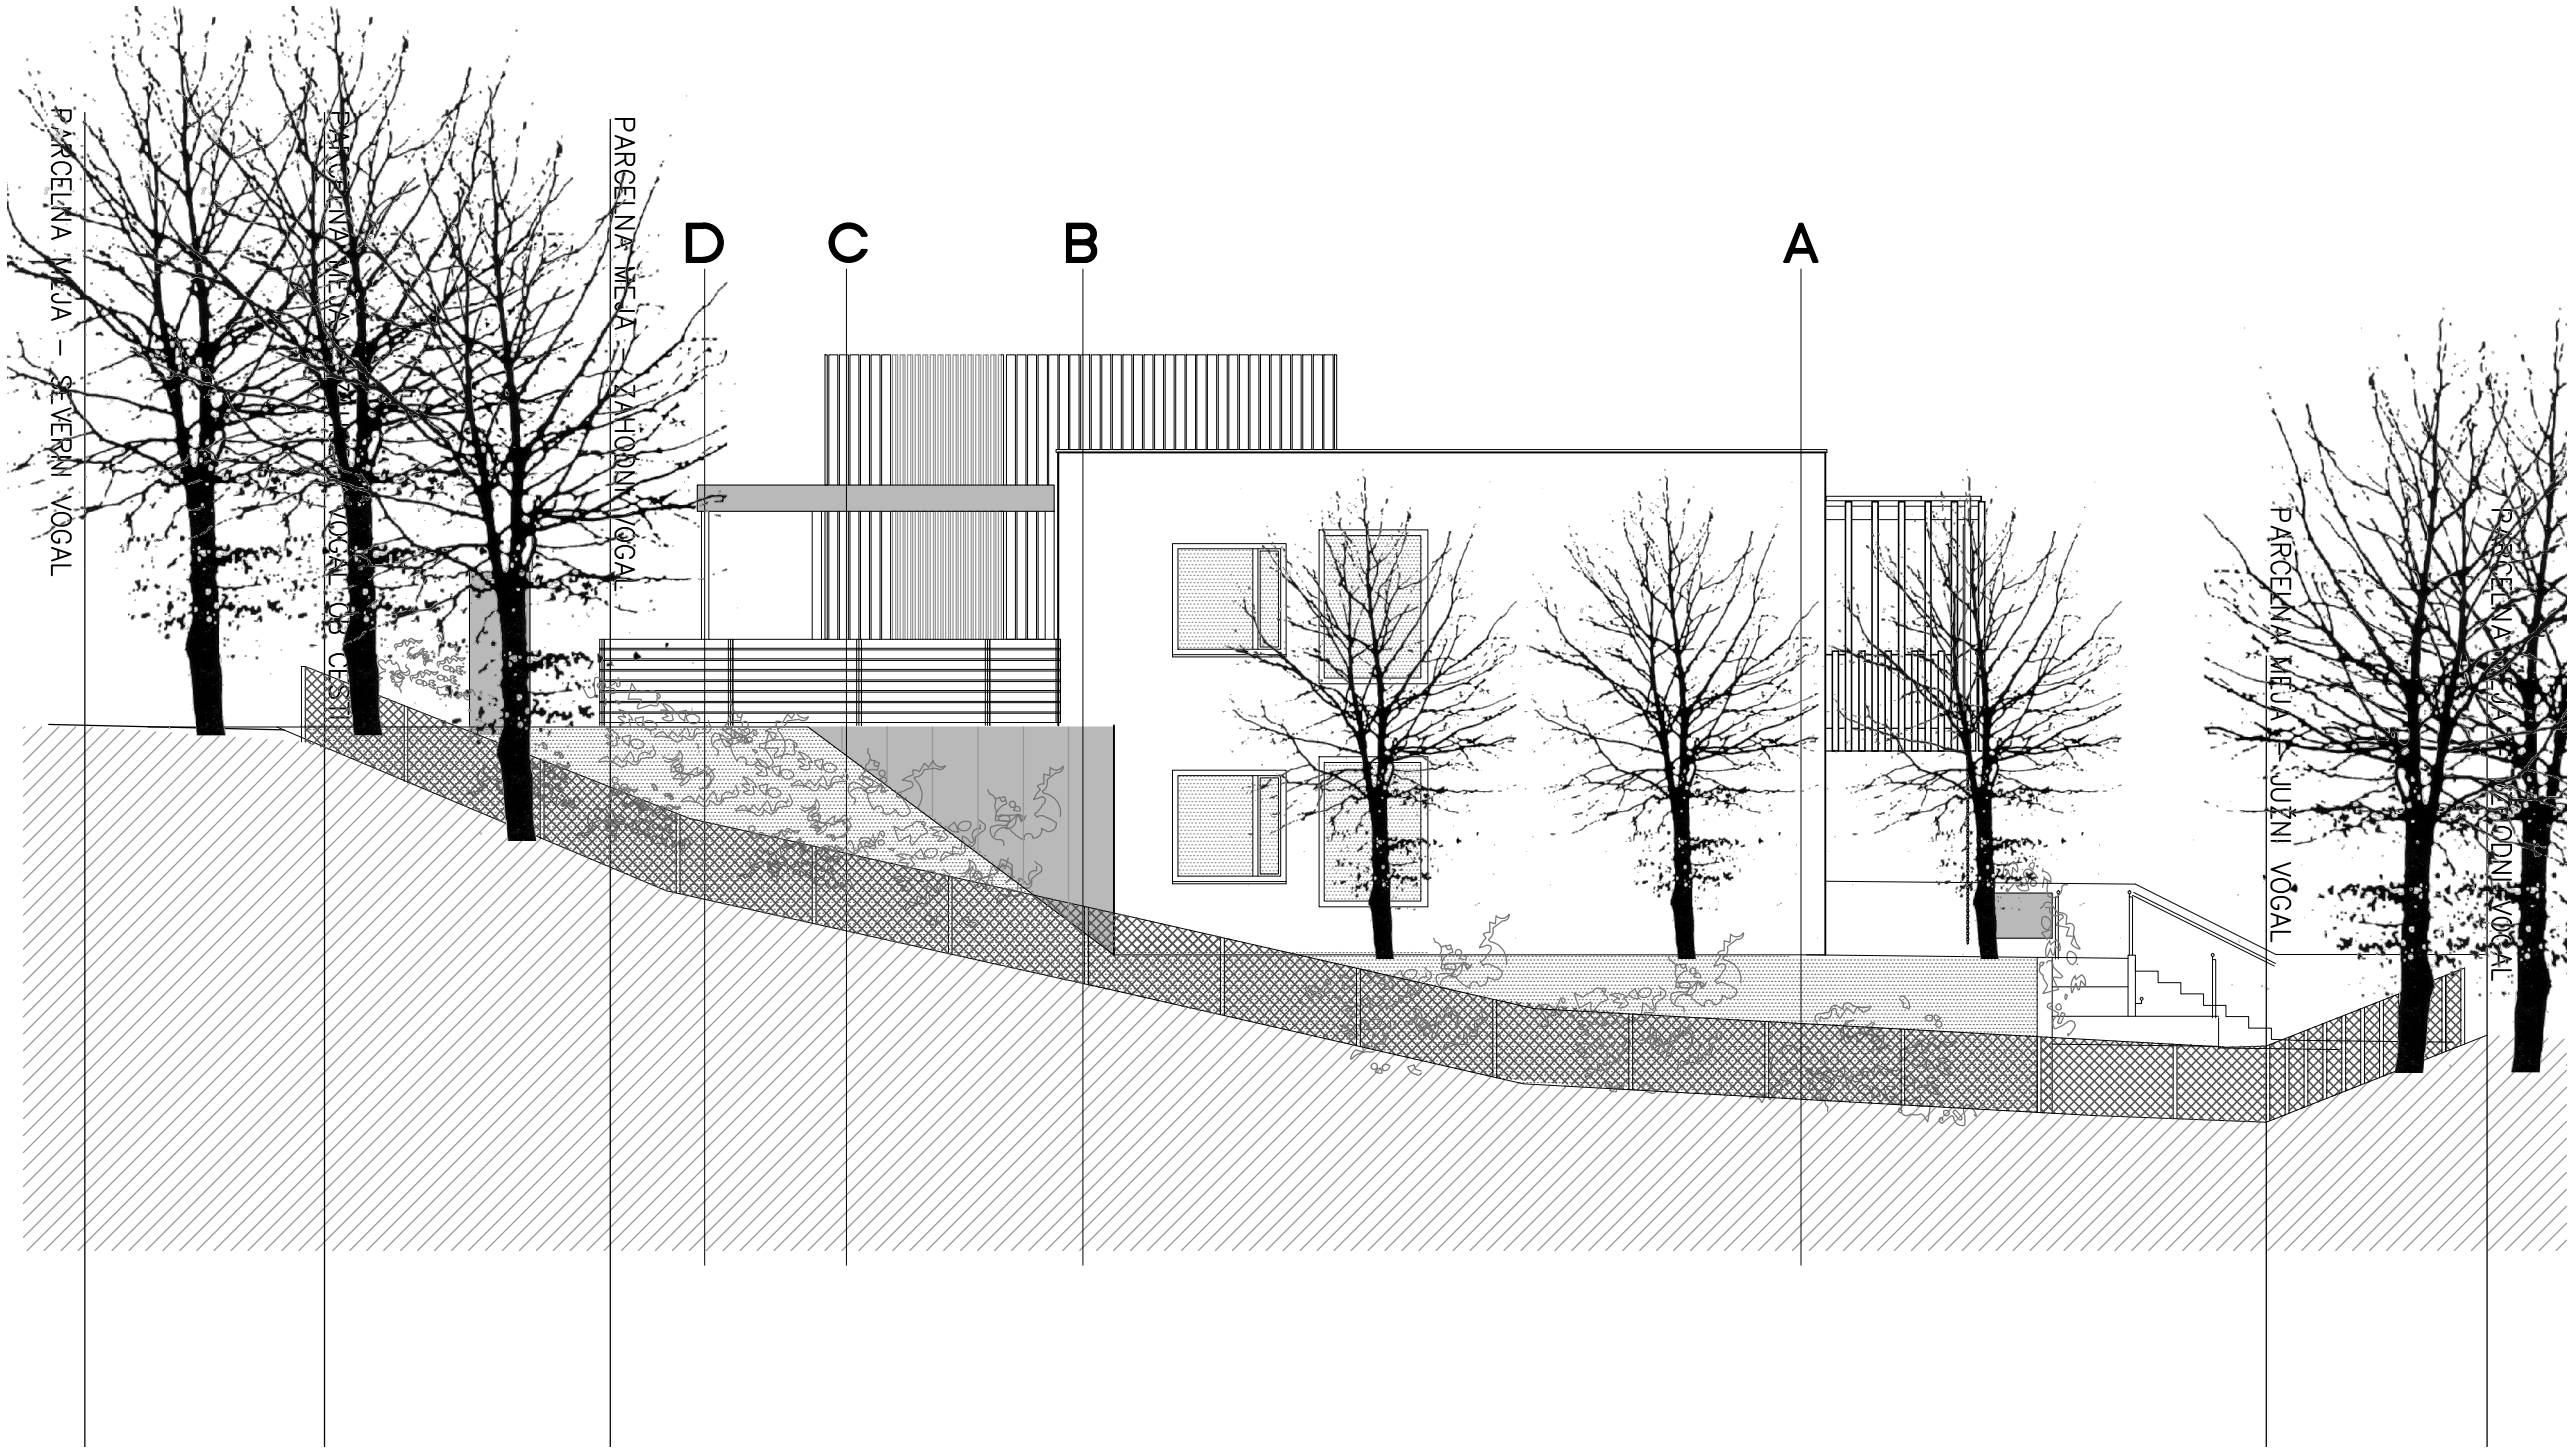 PARCELNA MEJA – SEVERNI VOGAL
PARCELNA MEJA – VOGAL OB CESTI
PARCELNA MEJA – ZAHODNI VOGAL
D
C
B
A
PARCELNA MEJA – JUŽNI VOGAL
PARCELNA MEJA – VOGAL